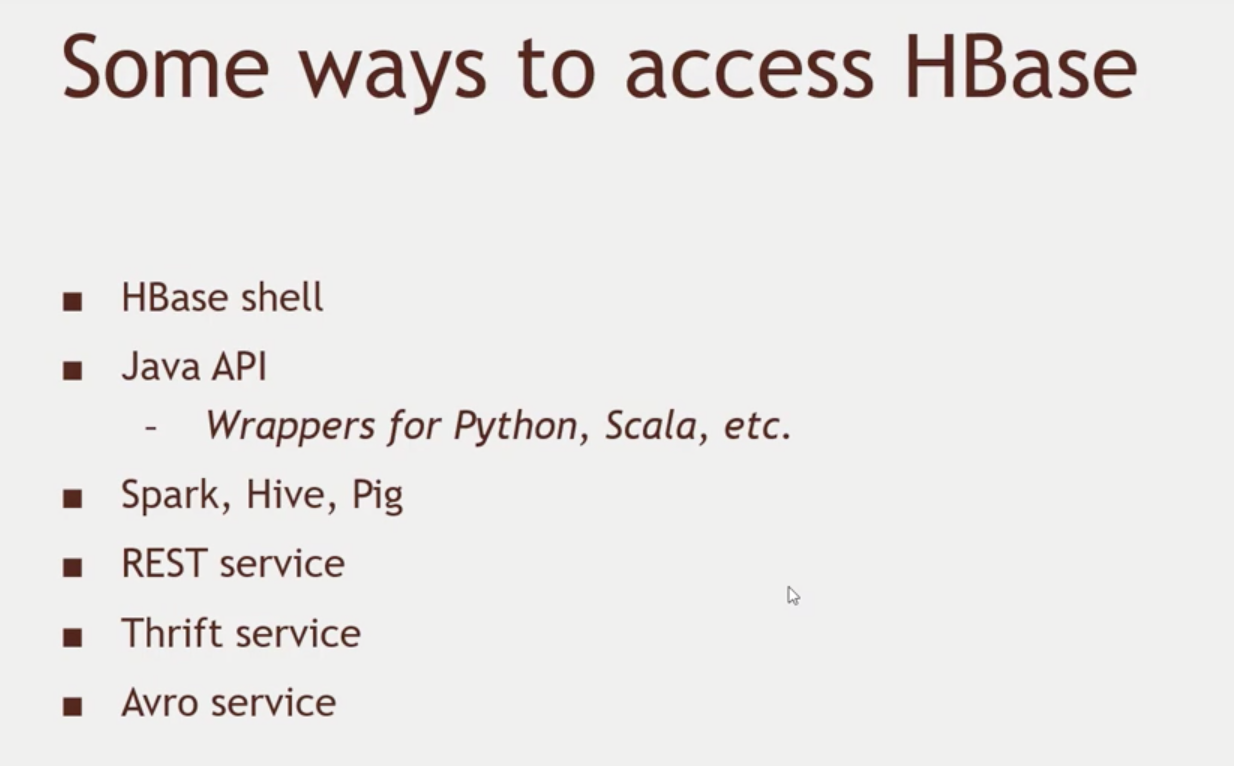 Some ways to access HBase
■ HBase shell
■ Java API
– Wrappers for Python, Scala, etc.
■ Spark, Hive, Pig
■ REST service
■ Thrift service
■ Avro service